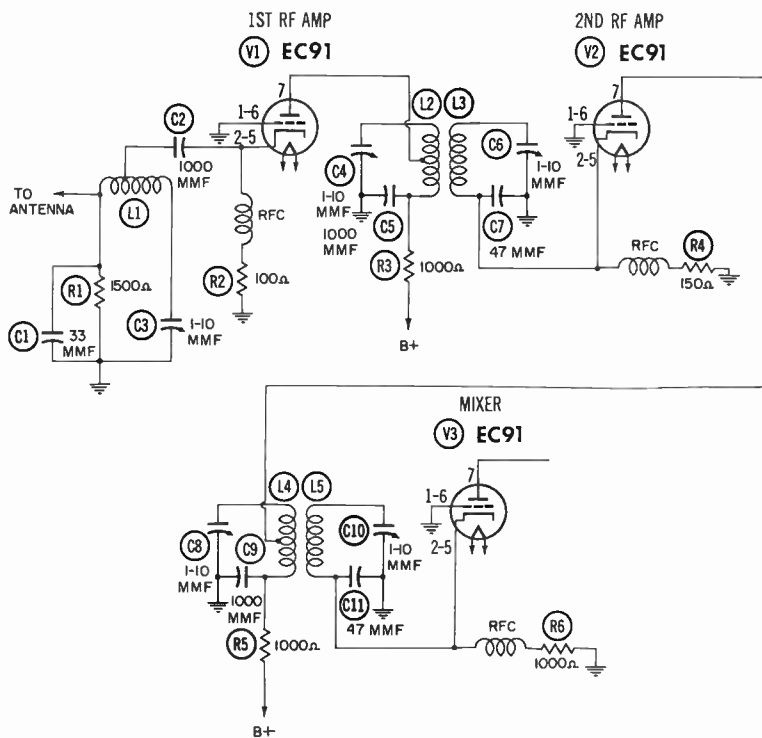 1ST RF AMP
V1 EC91
2ND RF AMP
V2 EC91
7
1-6
2-5
C2
1000
MMF
TO
ANTENNA
L1
RFC
R2
100Ω
R1
1500Ω
C1
33
MMF
C3
1-10
MMF
L2
L3
C4
1-10
MMF
C5
1000
MMF
R3
1000Ω
B+
C6
1-10
MMF
C7
47 MMF
7
1-6
2-5
RFC
R4
150Ω
MIXER
V3 EC91
7
1-6
2-5
L4
L5
C8
1-10
MMF
C9
1000
MMF
R5
1000Ω
B+
C10
1-10
MMF
C11
47 MMF
RFC
R6
1000Ω